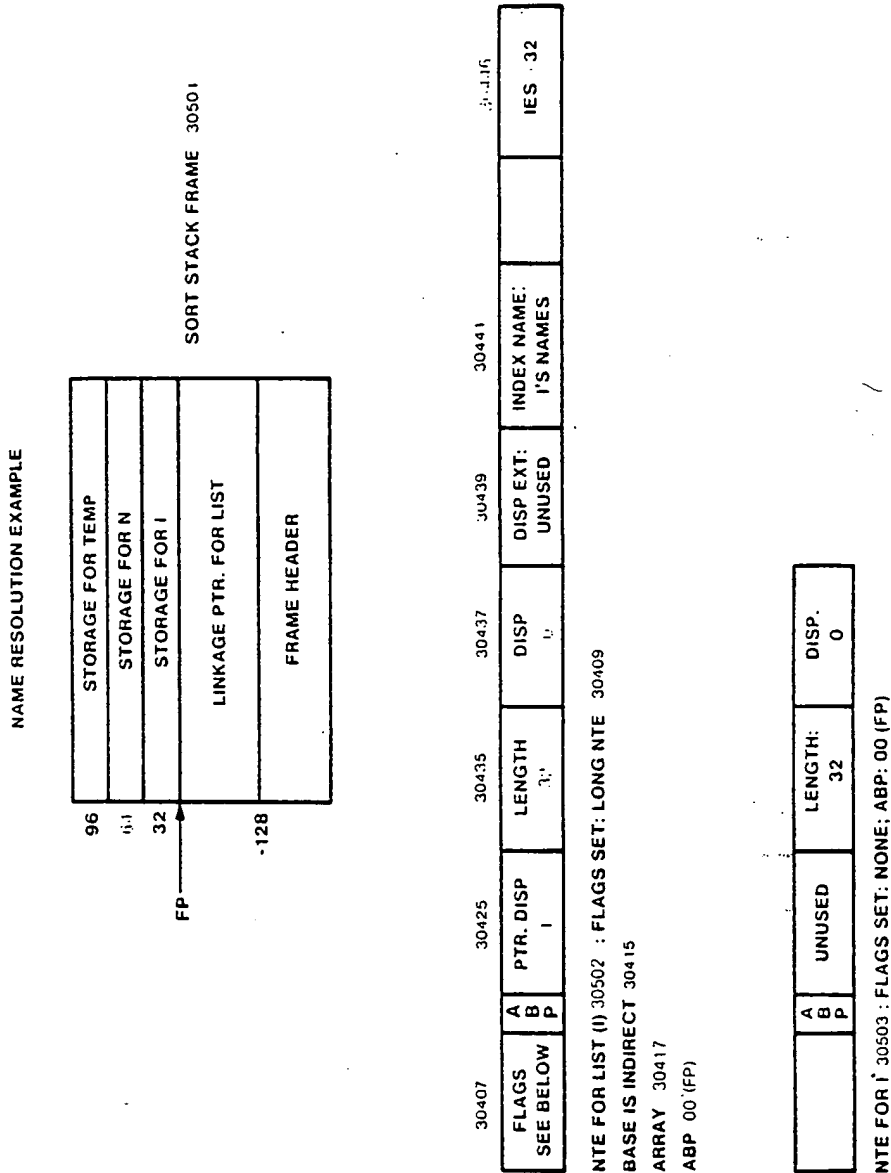 NAME RESOLUTION EXAMPLE
96
STORAGE FOR TEMP
STORAGE FOR N
32
STORAGE FOR I
FP
LINKAGE PTR. FOR LIST
-128
FRAME HEADER
SORT STACK FRAME 30501
30407
30425
30435
30437
30439
30441
FLAGS
SEE BELOW
A
B
P
PTR. DISP
LENGTH
DISP
DISP EXT:
UNUSED
INDEX NAME:
I'S NAMES
IES 32
NTE FOR LIST (I) 30502 : FLAGS SET: LONG NTE 30409
BASE IS INDIRECT 30415
ARRAY 30417
ABP 00 (FP)
A
B
P
UNUSED
LENGTH:
32
DISP.
0
NTE FOR I 30503 : FLAGS SET: NONE; ABP: 00 (FP)